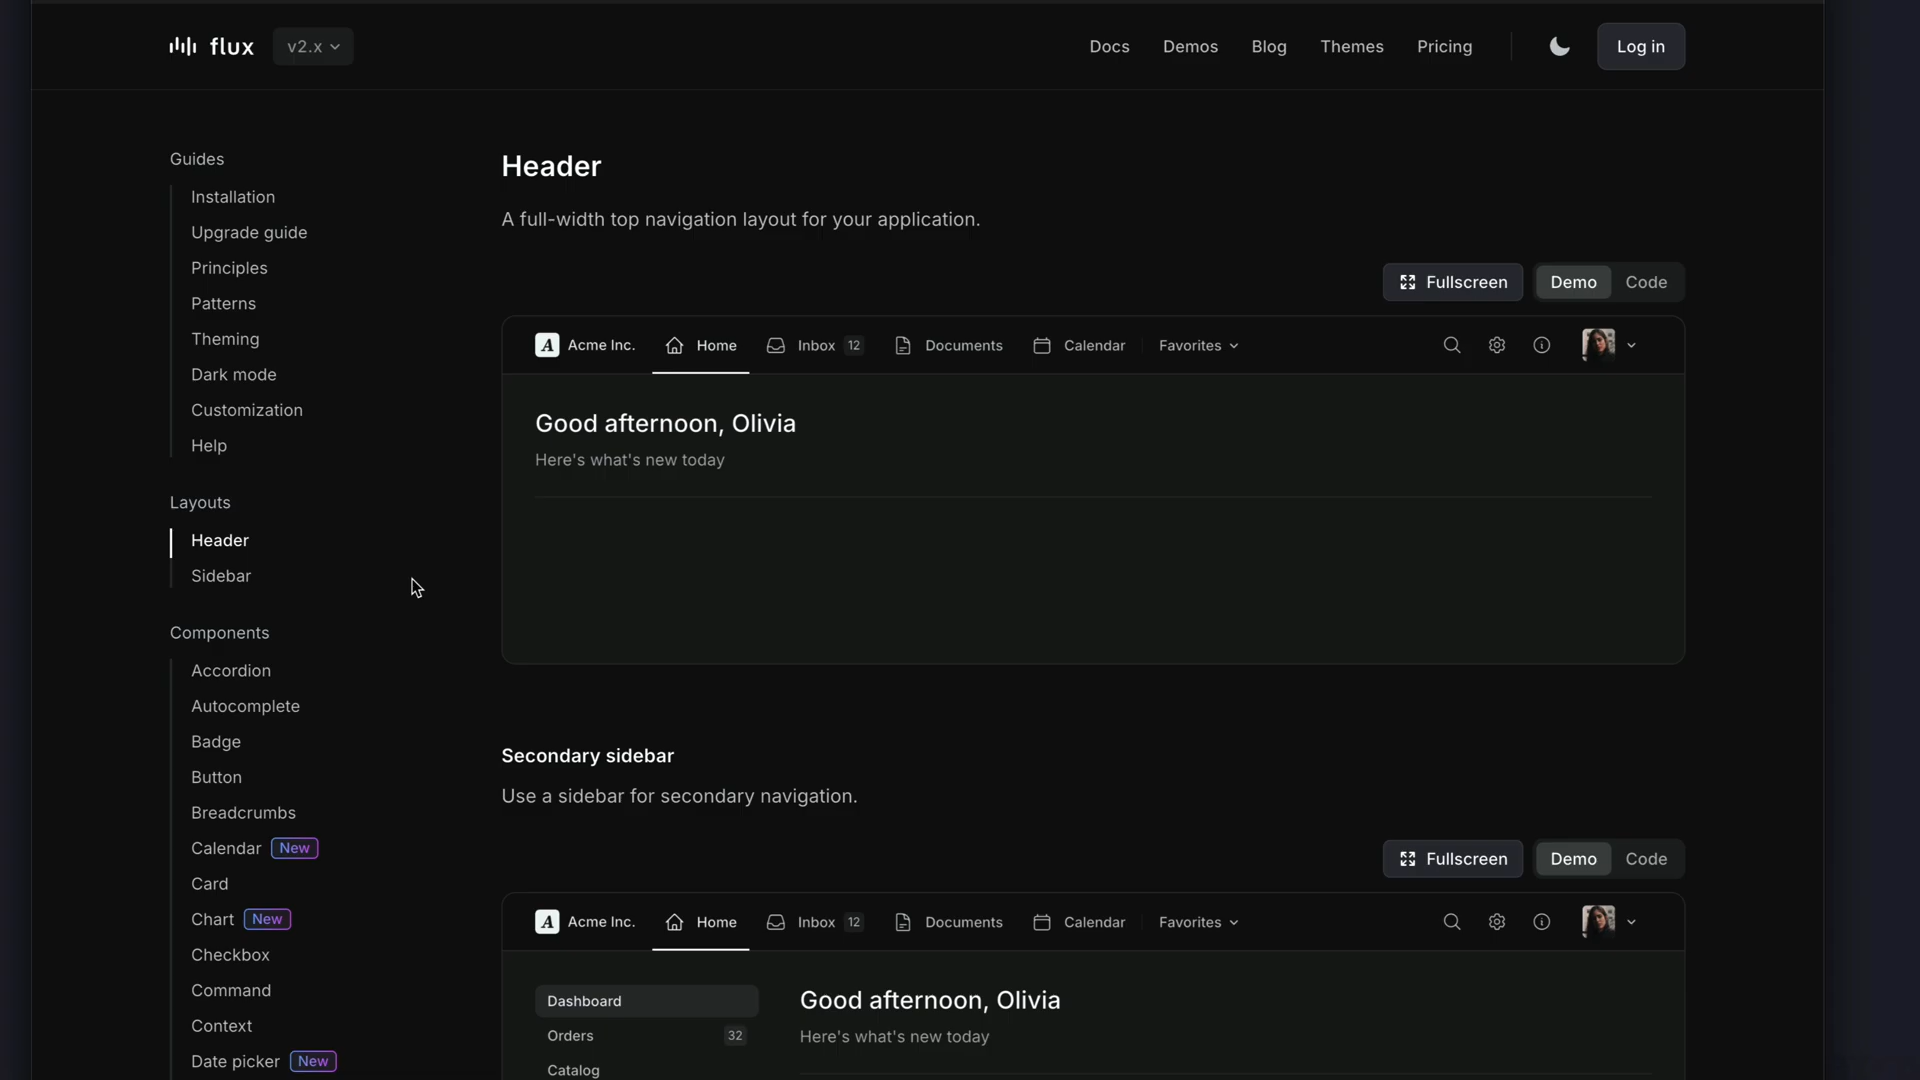 flux
v2.x
Docs
Demos
Blog
Themes
Pricing
Log in
Guides
Installation
Upgrade guide
Principles
Patterns
Theming
Dark mode
Customization
Help
Layouts
Header
Sidebar
Components
Accordion
Autocomplete
Badge
Button
Breadcrumbs
Calendar New
Card
Chart New
Checkbox
Command
Context
Date picker New
Header
A full-width top navigation layout for your application.
Fullscreen
Demo
Code
A Acme Inc.
Home
Inbox 12
Documents
Calendar
Favorites
Good afternoon, Olivia
Here's what's new today
Secondary sidebar
Use a sidebar for secondary navigation.
Fullscreen
Demo
Code
A Acme Inc.
Home
Inbox 12
Documents
Calendar
Favorites
Dashboard
Orders 32
Catalog
Good afternoon, Olivia
Here's what's new today